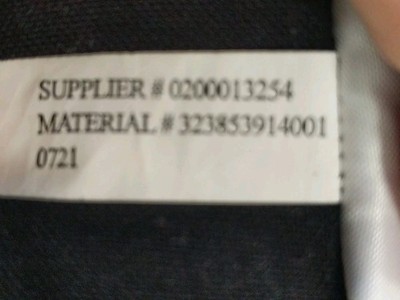 SUPPLIER # 0200013254
MATERIAL # 323853914001
0721